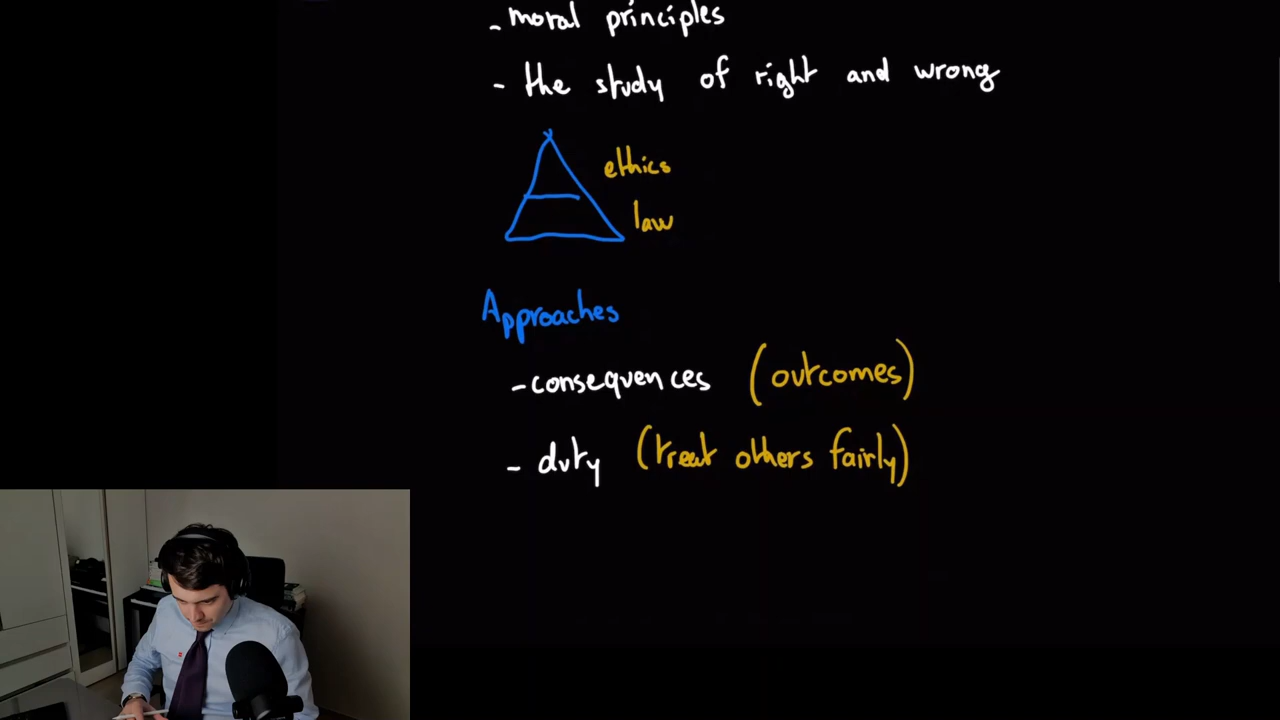 - moral principles
- the study of right and wrong
ethics
law
Approaches
- consequences (outcomes)
- duty (treat others fairly)